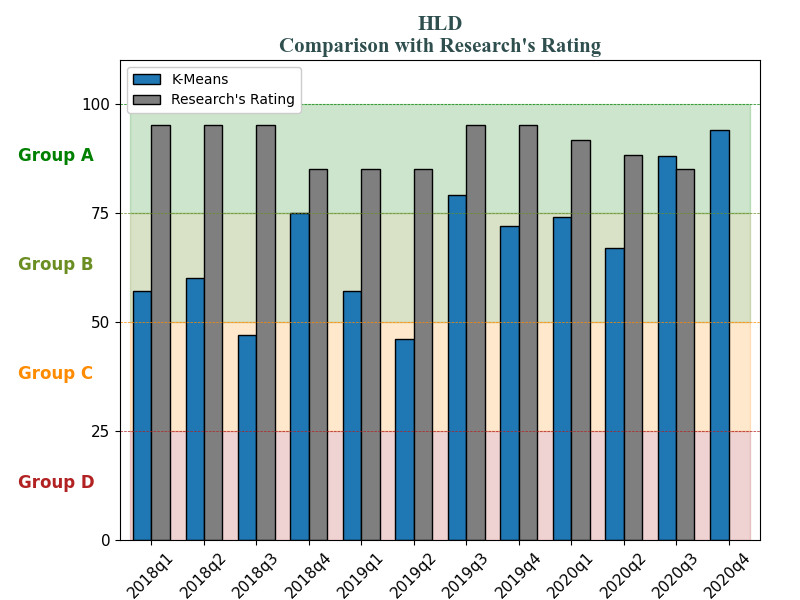 HLD
Comparison with Research's Rating
K-Means
Research's Rating
100
Group A
75
Group B
50
Group C
25
Group D
0
2018q1
2018q2
2018q3
2018q4
2019q1
2019q2
2019q3
2019q4
2020q1
2020q2
2020q3
2020q4